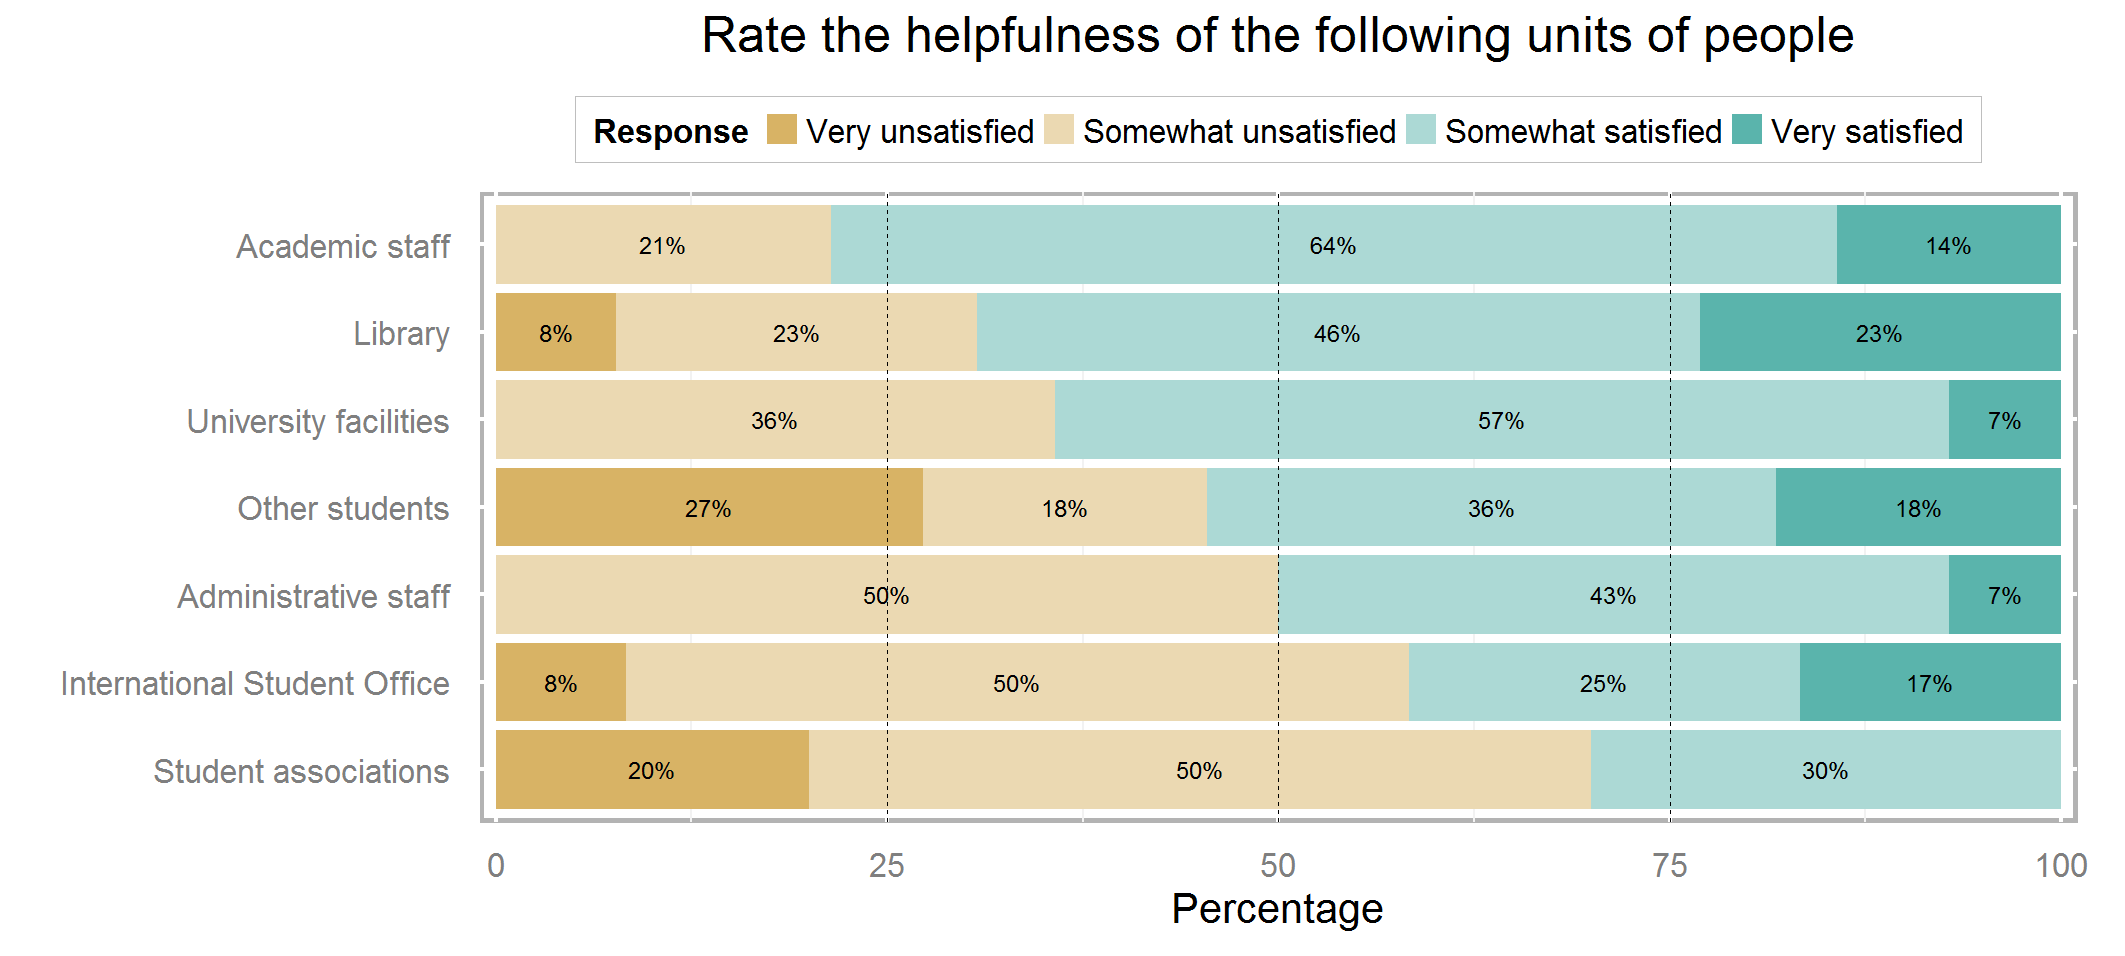 Rate the helpfulness of the following units of people
Response Very unsatisfied Somewhat unsatisfied Somewhat satisfied Very satisfied
Academic staff 21% 64% 14%
Library 8% 23% 46% 23%
University facilities 36% 57% 7%
Other students 27% 18% 36% 18%
Administrative staff 50% 43% 7%
International Student Office 8% 50% 25% 17%
Student associations 20% 50% 30%
0 25 50 75 100
Percentage